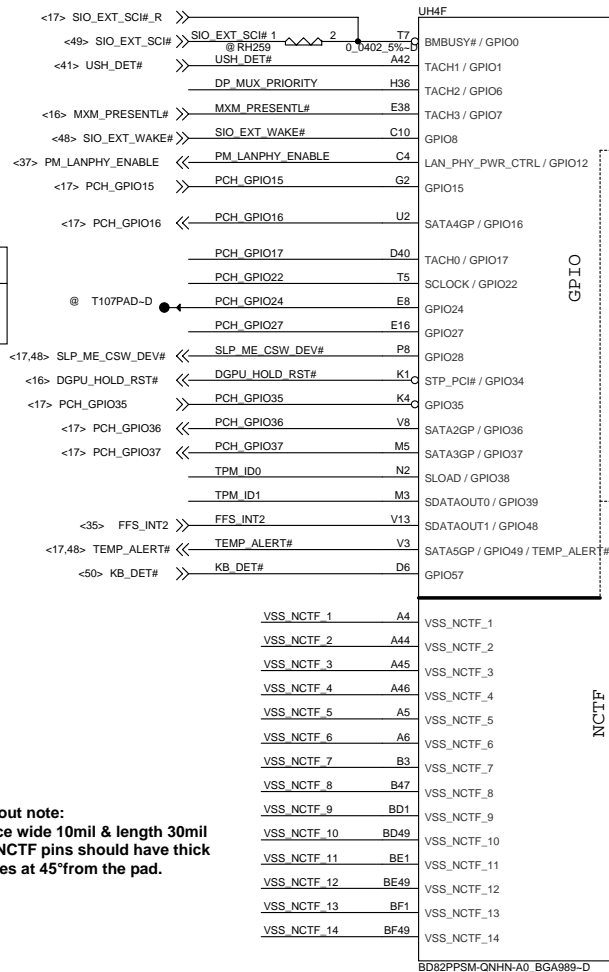 UH4F
<17> SIO_EXT_SCI#_R
<49> SIO_EXT_SCI# SIO_EXT_SCI# 1 2 T7 BMBUSY# / GPIO0
@ RH259 0_0402_5%~D
<41> USH_DET# USH_DET# A42 TACH1 / GPIO1
DP_MUX_PRIORITY H36 TACH2 / GPIO6
<16> MXM_PRESENTL# MXM_PRESENTL# E38 TACH3 / GPIO7
<48> SIO_EXT_WAKE# SIO_EXT_WAKE# C10 GPIO8
<37> PM_LANPHY_ENABLE PM_LANPHY_ENABLE C4 LAN_PHY_PWR_CTRL / GPIO12
<17> PCH_GPIO15 PCH_GPIO15 G2 GPIO15
<17> PCH_GPIO16 PCH_GPIO16 U2 SATA4GP / GPIO16
PCH_GPIO17 D40 TACH0 / GPIO17
PCH_GPIO22 T5 SCLOCK / GPIO22
@ T107PAD~D PCH_GPIO24 E8 GPIO24
PCH_GPIO27 E16 GPIO27
<17,48> SLP_ME_CSW_DEV# SLP_ME_CSW_DEV# P8 GPIO28
<16> DGPU_HOLD_RST# DGPU_HOLD_RST# K1 STP_PCI# / GPIO34
<17> PCH_GPIO35 PCH_GPIO35 K4 GPIO35
<17> PCH_GPIO36 PCH_GPIO36 V8 SATA2GP / GPIO36
<17> PCH_GPIO37 PCH_GPIO37 M5 SATA3GP / GPIO37
TPM_ID0 N2 SLOAD / GPIO38
TPM_ID1 M3 SDATAOUT0 / GPIO39
<35> FFS_INT2 FFS_INT2 V13 SDATAOUT1 / GPIO48
<17,48> TEMP_ALERT# TEMP_ALERT# V3 SATA5GP / GPIO49 / TEMP_ALERT#
<50> KB_DET# KB_DET# D6 GPIO57
GPIO
VSS_NCTF_1 A4 VSS_NCTF_1
VSS_NCTF_2 A44 VSS_NCTF_2
VSS_NCTF_3 A45 VSS_NCTF_3
VSS_NCTF_4 A46 VSS_NCTF_4
VSS_NCTF_5 A5 VSS_NCTF_5
VSS_NCTF_6 A6 VSS_NCTF_6
VSS_NCTF_7 B3 VSS_NCTF_7
VSS_NCTF_8 B47 VSS_NCTF_8
VSS_NCTF_9 BD1 VSS_NCTF_9
VSS_NCTF_10 BD49 VSS_NCTF_10
VSS_NCTF_11 BE1 VSS_NCTF_11
VSS_NCTF_12 BE49 VSS_NCTF_12
VSS_NCTF_13 BF1 VSS_NCTF_13
VSS_NCTF_14 BF49 VSS_NCTF_14
NCTF
out note:
ce wide 10mil & length 30mil
NCTF pins should have thick
es at 45°from the pad.
BD82PPSM-QNHN-A0_BGA989~D